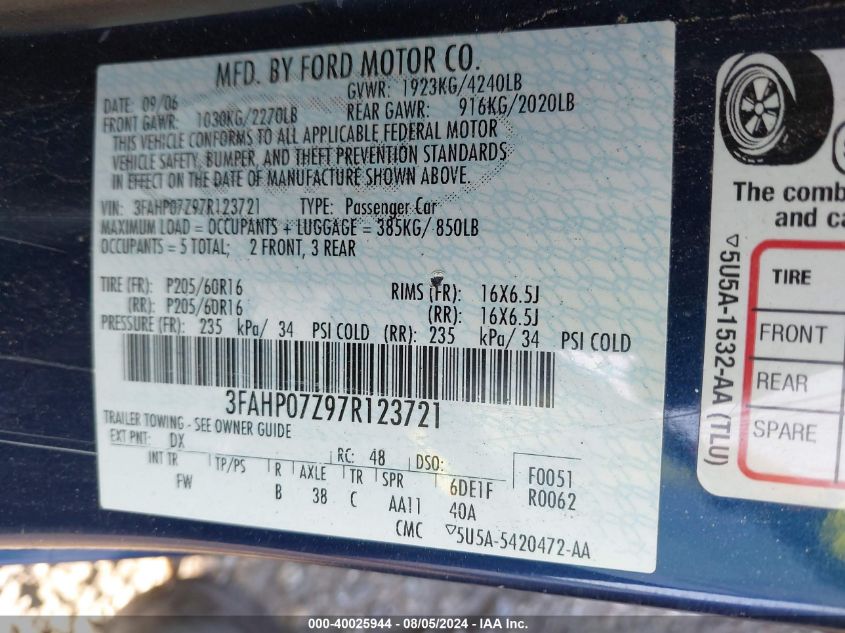 MFD. BY FORD MOTOR CO.
DATE: 09/06 GVWR: 1923KG/4240LB
FRONT GAWR: 1030KG/2270LB REAR GAWR: 916KG/2020LB
THIS VEHICLE CONFORMS TO ALL APPLICABLE FEDERAL MOTOR
VEHICLE SAFETY, BUMPER, AND THEFT PREVENTION STANDARDS
IN EFFECT ON THE DATE OF MANUFACTURE SHOWN ABOVE.
VIN: 3FAHP07Z97R123721 TYPE: Passenger Car
MAXIMUM LOAD = OCCUPANTS + LUGGAGE = 385KG/ 850LB
OCCUPANTS = 5 TOTAL; 2 FRONT, 3 REAR
TIRE (FR): P205/60R16 RIMS (FR): 16X6.5J
(RR): P205/60R16 (RR): 16X6.5J
PRESSURE (FR): 235 kPa/ 34 PSI COLD (RR): 235 kPa/ 34 PSI COLD
3FAHP07Z97R123721
TRAILER TOWING - SEE OWNER GUIDE
EXT PNT: DX RC: 48 DSO: F0051
INT TR TP/PS R AXLE TR SPR 6DE1F R0062
FW B 38 C AA11 40A
CMC ▽5U5A-5420472-AA
The comb
and ca
TIRE
FRONT
REAR
SPARE
▽5U5A-1532-AA (TLU)
000-40025944 - 08/05/2024 - IAA Inc.